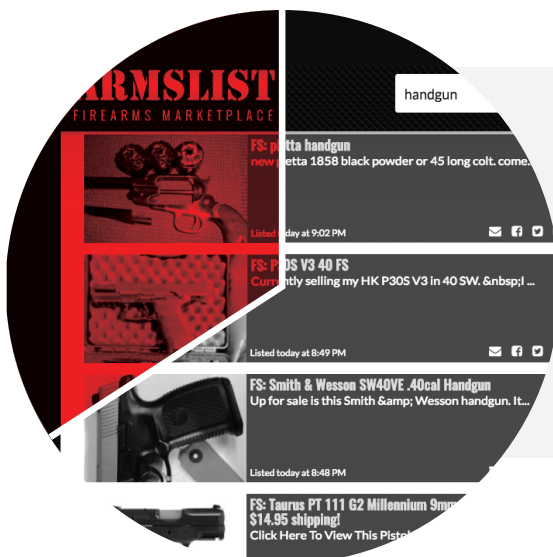 ARMSLIST
FIREARMS MARKETPLACE
handgun
FS: pietta handgun
new pietta 1858 black powder or 45 long colt. come...
Listed today at 9:02 PM
FS: P30S V3 40 FS
Currently selling my HK P30S V3 in 40 SW. &nbsp;I ...
Listed today at 8:49 PM
FS: Smith & Wesson SW40VE .40cal Handgun
Up for sale is this Smith &amp; Wesson handgun. It...
Listed today at 8:48 PM
FS: Taurus PT 111 G2 Millennium 9mm
$14.95 shipping!
Click Here To View This Pistol